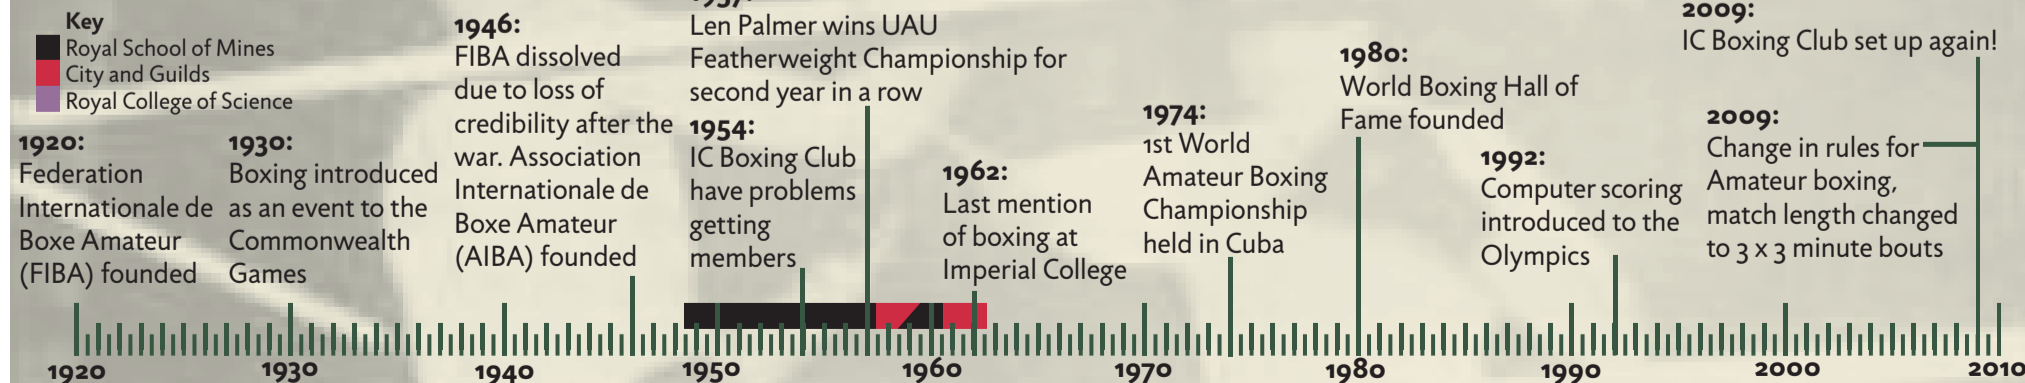 Key
Royal School of Mines
City and Guilds
Royal College of Science
1920:
Federation
Internationale de
Boxe Amateur
(FIBA) founded
1930:
Boxing introduced
as an event to the
Commonwealth
Games
1946:
FIBA dissolved
due to loss of
credibility after the
war. Association
Internationale de
Boxe Amateur
(AIBA) founded
1957:
Len Palmer wins UAU
Featherweight Championship for
second year in a row
1954:
IC Boxing Club
have problems
getting
members
1962:
Last mention
of boxing at
Imperial College
1974:
1st World
Amateur Boxing
Championship
held in Cuba
1980:
World Boxing Hall of
Fame founded
1992:
Computer scoring
introduced to the
Olympics
2009:
IC Boxing Club set up again!
2009:
Change in rules for
Amateur boxing,
match length changed
to 3 x 3 minute bouts
1920 1930 1940 1950 1960 1970 1980 1990 2000 2010